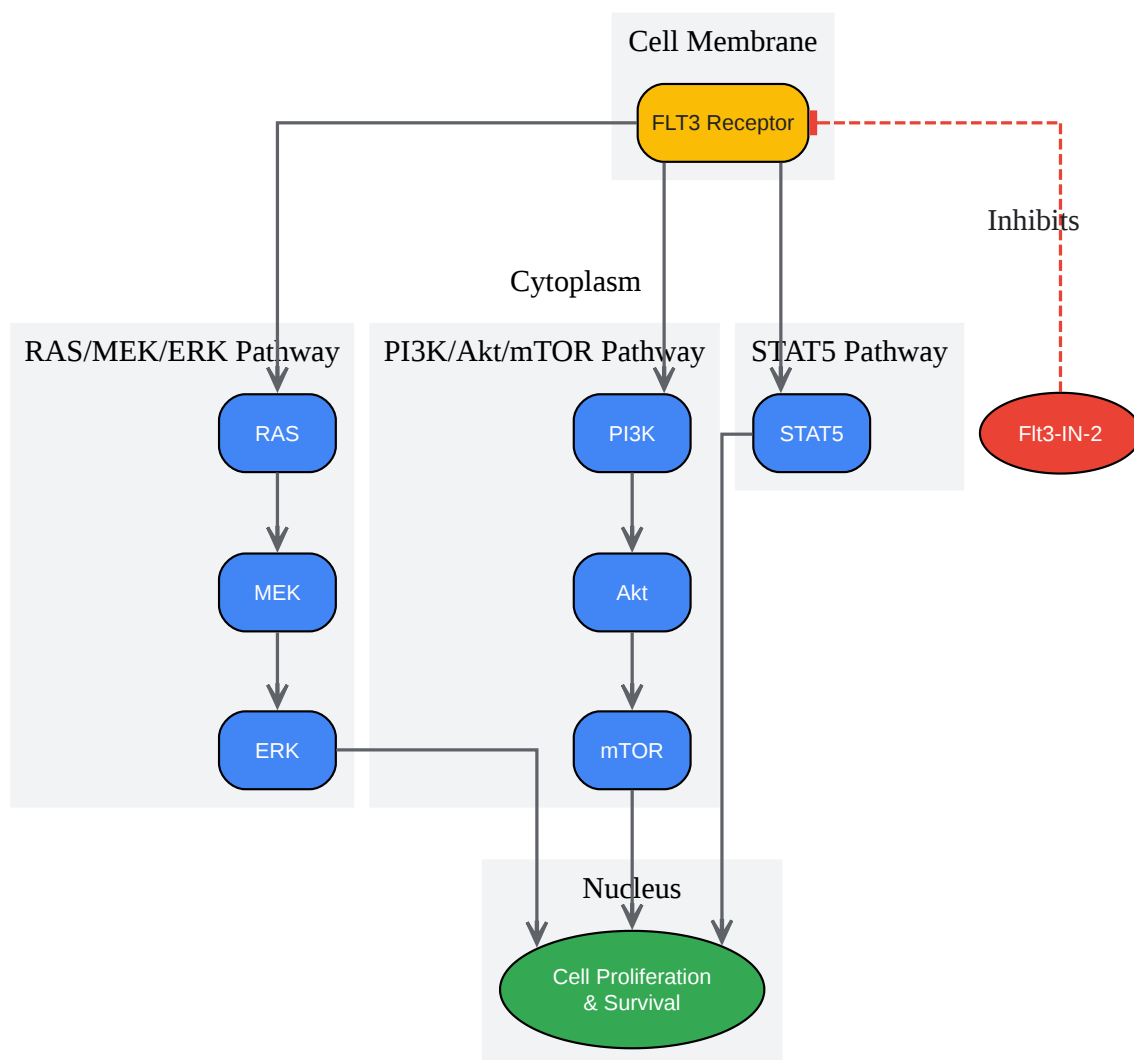 Cell Membrane
FLT3 Receptor
Inhibits
Cytoplasm
RAS/MEK/ERK Pathway
PI3K/Akt/mTOR Pathway
STAT5 Pathway
RAS
PI3K
STAT5
Flt3-IN-2
MEK
Akt
ERK
mTOR
Nucleus
Cell Proliferation
& Survival